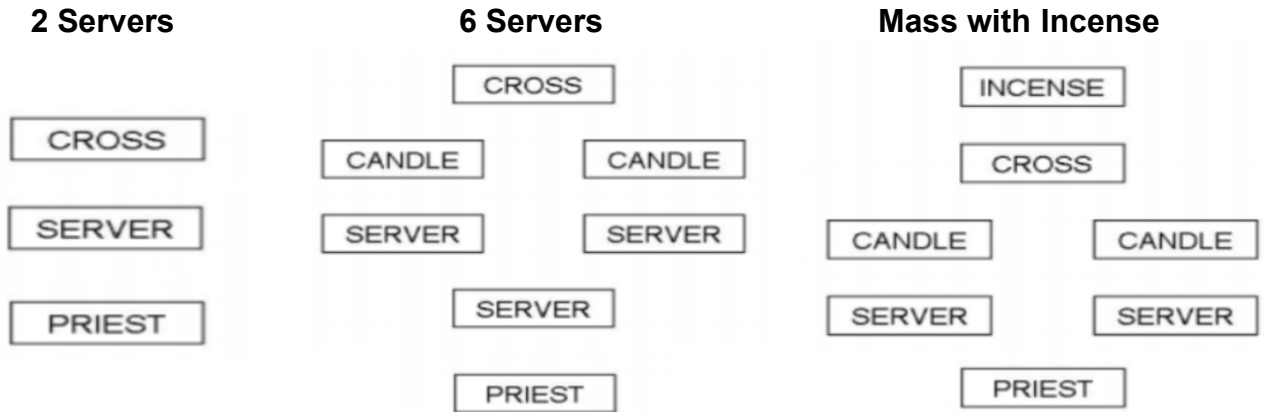 2 Servers
CROSS
SERVER
PRIEST
6 Servers
CROSS
CANDLE CANDLE
SERVER SERVER
SERVER
PRIEST
Mass with Incense
INCENSE
CROSS
CANDLE CANDLE
SERVER SERVER
PRIEST